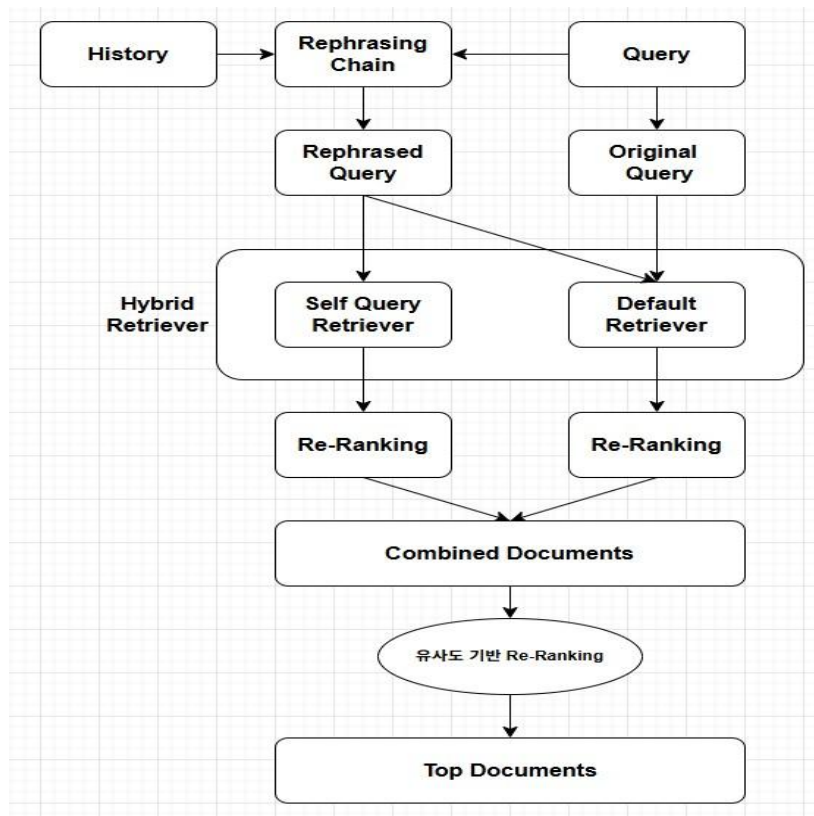 History
Rephrasing
Chain
Query
Rephrased
Query
Original
Query
Hybrid
Retriever
Self Query
Retriever
Default
Retriever
Re-Ranking
Re-Ranking
Combined Documents
유사도 기반 Re-Ranking
Top Documents